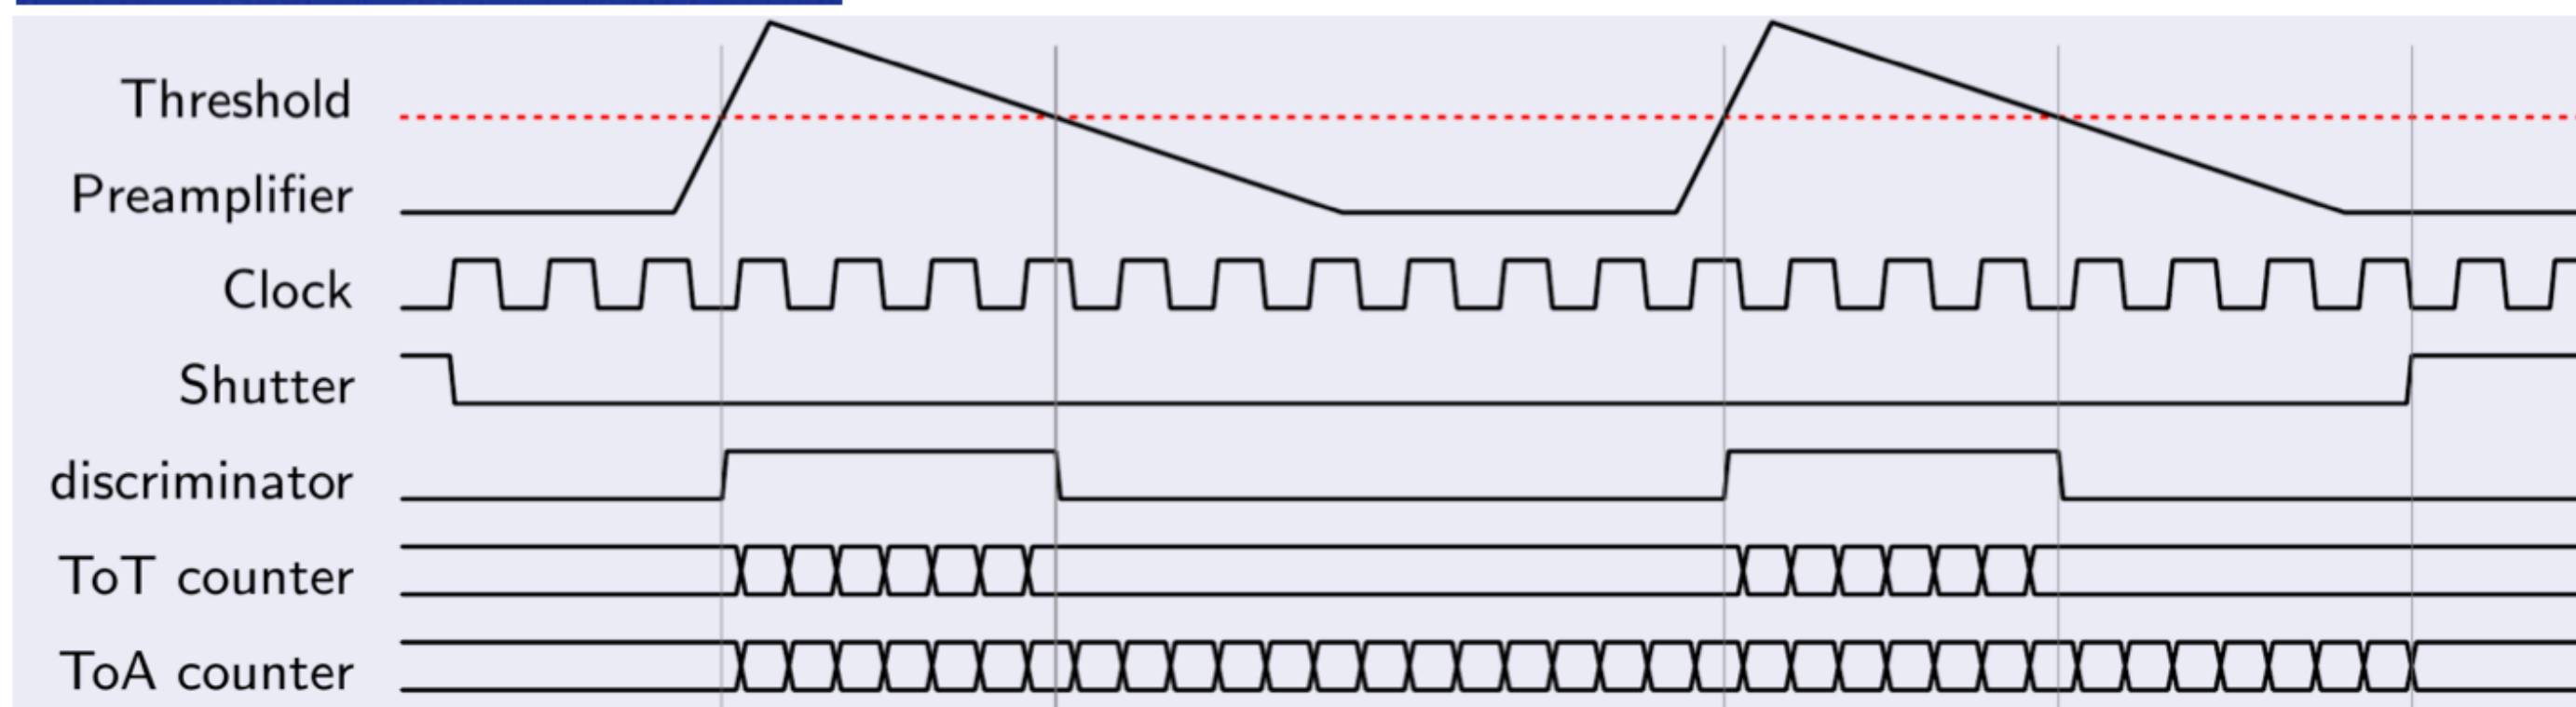 Threshold
Preamplifier
Clock
Shutter
discriminator
ToT counter
ToA counter